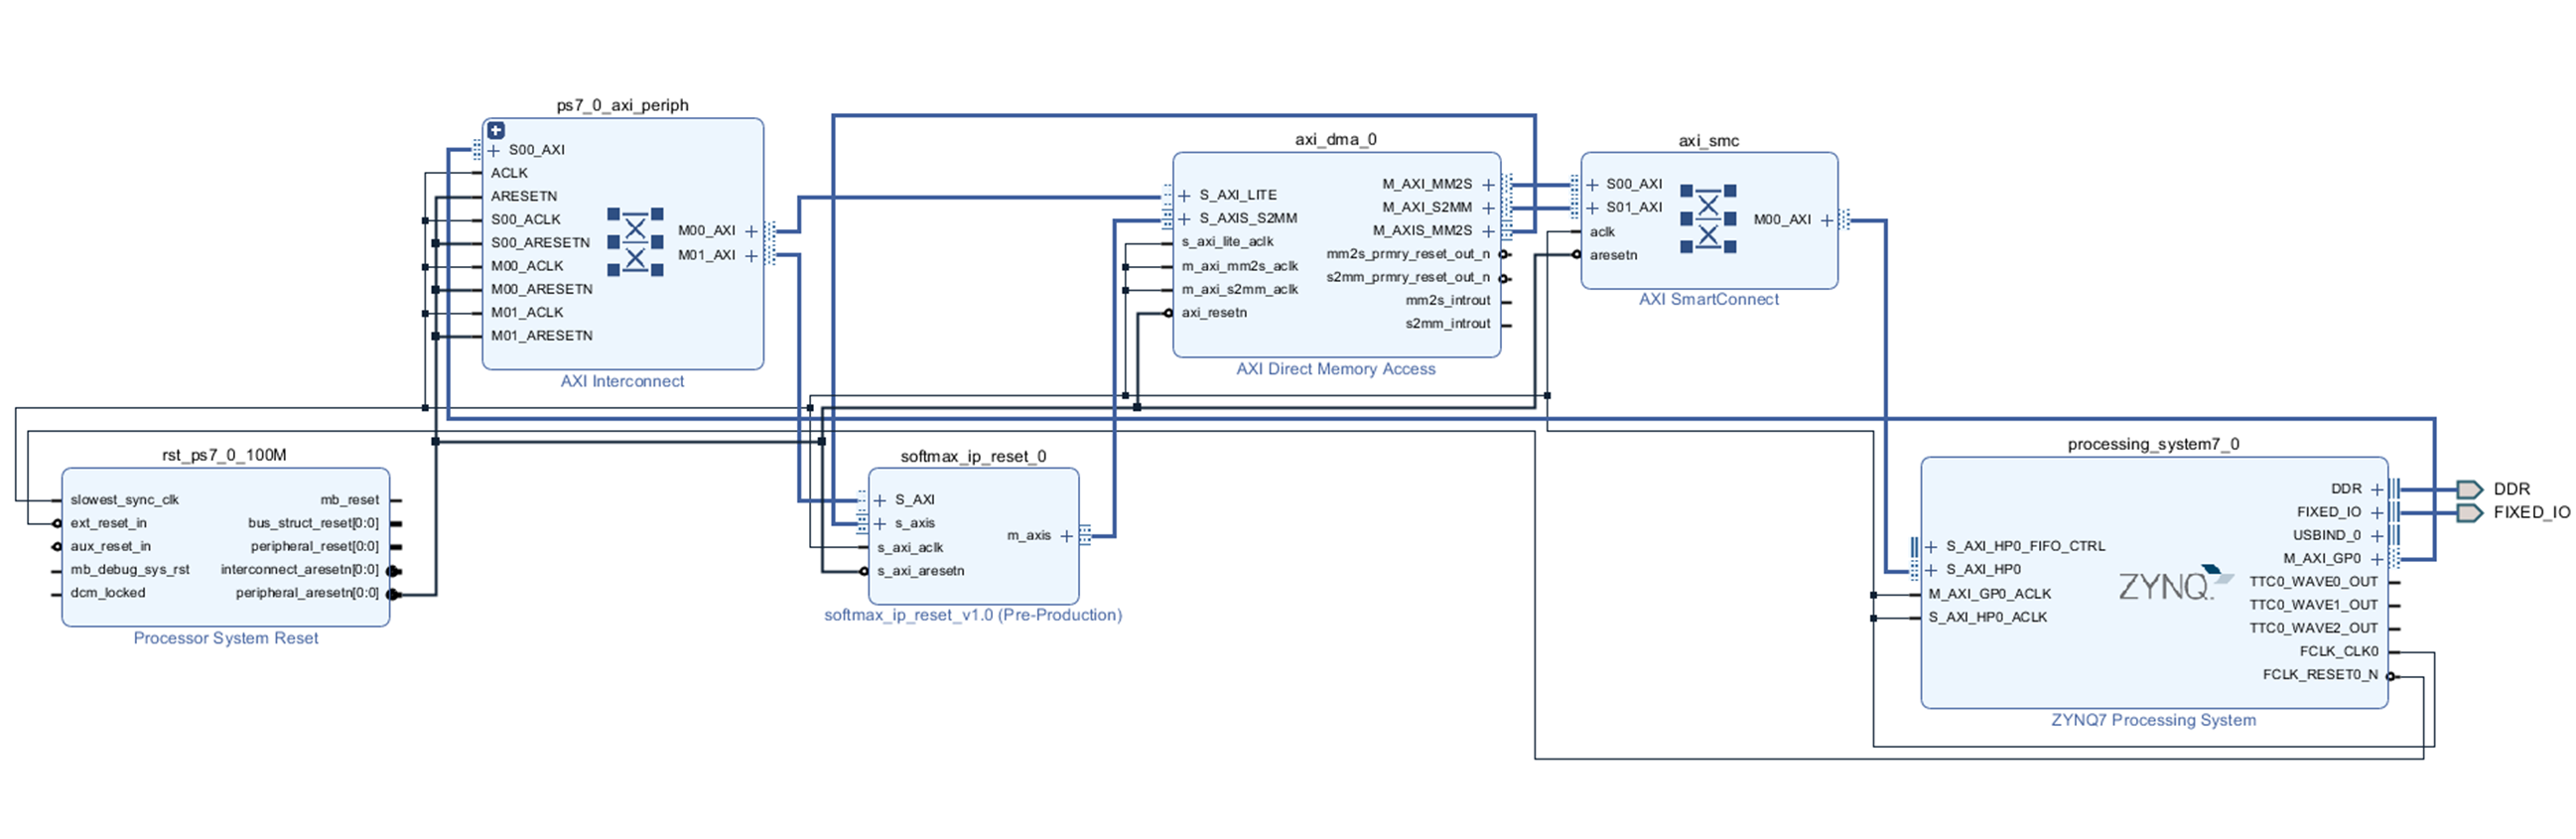 ps7_0_axi_periph
S00_AXI
ACLK
ARESETN
S00_ACLK
S00_ARESETN
M00_ACLK
M00_ARESETN
M01_ACLK
M01_ARESETN
M00_AXI
M01_AXI
AXI Interconnect
axi_dma_0
S_AXI_LITE
S_AXIS_S2MM
s_axi_lite_aclk
m_axi_mm2s_aclk
m_axi_s2mm_aclk
axi_resetn
M_AXI_MM2S
M_AXI_S2MM
M_AXIS_MM2S
mm2s_prmry_reset_out_n
s2mm_prmry_reset_out_n
mm2s_introut
s2mm_introut
AXI Direct Memory Access
axi_smc
S00_AXI
S01_AXI
aclk
aresetn
M00_AXI
AXI SmartConnect
rst_ps7_0_100M
slowest_sync_clk
ext_reset_in
aux_reset_in
mb_debug_sys_rst
dcm_locked
mb_reset
bus_struct_reset[0:0]
peripheral_reset[0:0]
interconnect_aresetn[0:0]
peripheral_aresetn[0:0]
Processor System Reset
softmax_ip_reset_0
S_AXI
s_axis
s_axi_aclk
s_axi_aresetn
m_axis
softmax_ip_reset_v1.0 (Pre-Production)
processing_system7_0
S_AXI_HP0_FIFO_CTRL
S_AXI_HP0
M_AXI_GP0_ACLK
S_AXI_HP0_ACLK
ZYNQ
DDR
FIXED_IO
USBIND_0
M_AXI_GP0
TTC0_WAVE0_OUT
TTC0_WAVE1_OUT
TTC0_WAVE2_OUT
FCLK_CLK0
FCLK_RESET0_N
ZYNQ7 Processing System
DDR
FIXED_IO